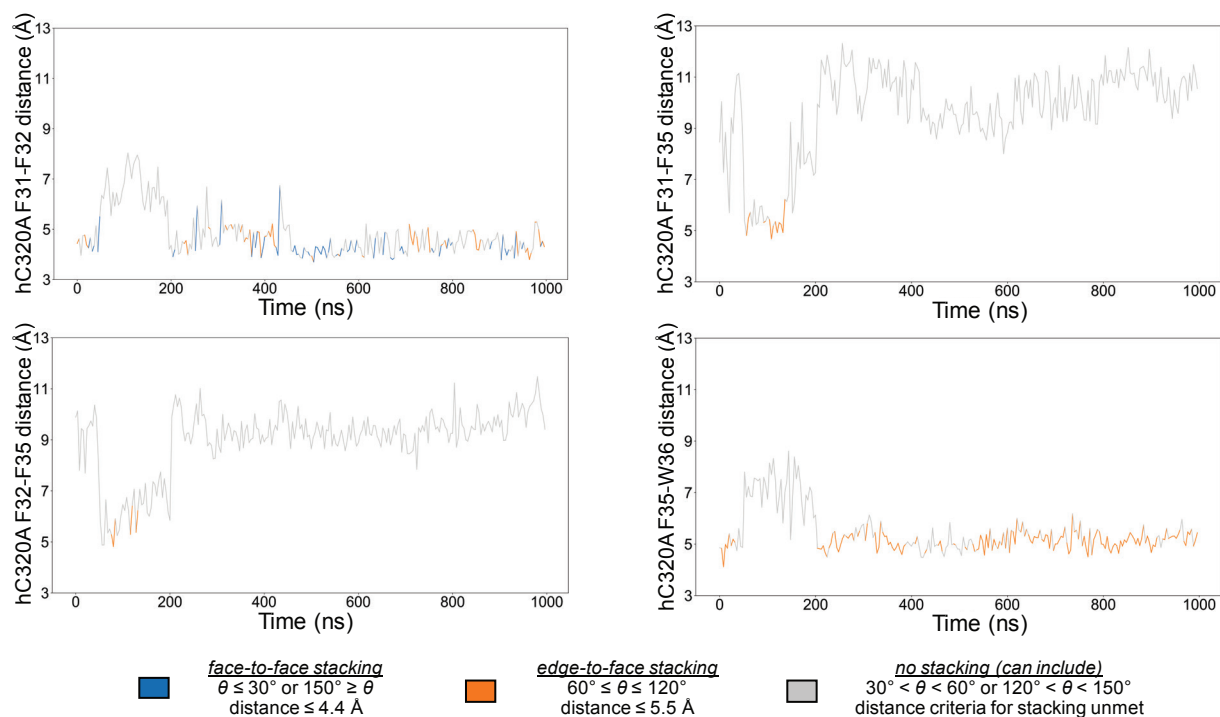 hC320A F31-F32 distance (Å)
13
11
9
7
5
3
0 200 400 600 800 1000
Time (ns)
hC320A F31-F35 distance (Å)
13
11
9
7
5
3
0 200 400 600 800 1000
Time (ns)
hC320A F32-F35 distance (Å)
13
11
9
7
5
3
0 200 400 600 800 1000
Time (ns)
hC320A F35-W36 distance (Å)
13
11
9
7
5
3
0 200 400 600 800 1000
Time (ns)
face-to-face stacking
θ ≤ 30° or 150° ≥ θ
distance ≤ 4.4 Å
edge-to-face stacking
60° ≤ θ ≤ 120°
distance ≤ 5.5 Å
no stacking (can include)
30° < θ < 60° or 120° < θ < 150°
distance criteria for stacking unmet